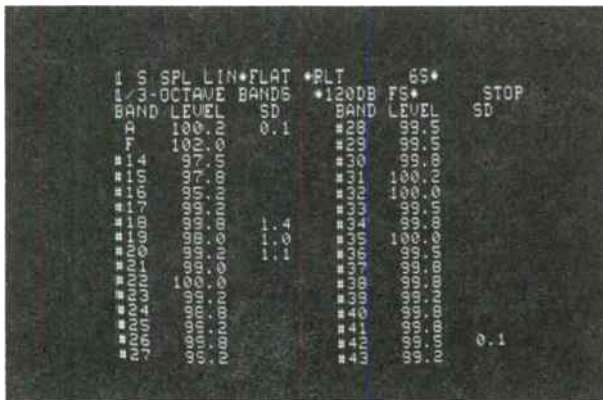 1 S SPL LIN*FLAT *PLT 6S*
1/3-OCTAVE BANDS *120DB FS* STOP
BAND LEVEL SD BAND LEVEL SD
A 100.2 0.1 #28 99.5
F 102.0 #29 99.5
#14 97.5 #30 99.8
#15 97.8 #31 100.2
#16 95.2 #32 100.0
#17 99.2 #33 99.5
#18 99.8 1.4 #34 99.8
#19 98.0 1.0 #35 100.0
#20 99.2 1.1 #36 99.5
#21 99.0 #37 99.8
#22 100.0 #38 99.8
#23 99.2 #39 99.2
#24 98.8 #40 99.8
#25 99.2 #41 99.8
#26 99.8 #42 99.5 0.1
#27 99.2 #43 99.2